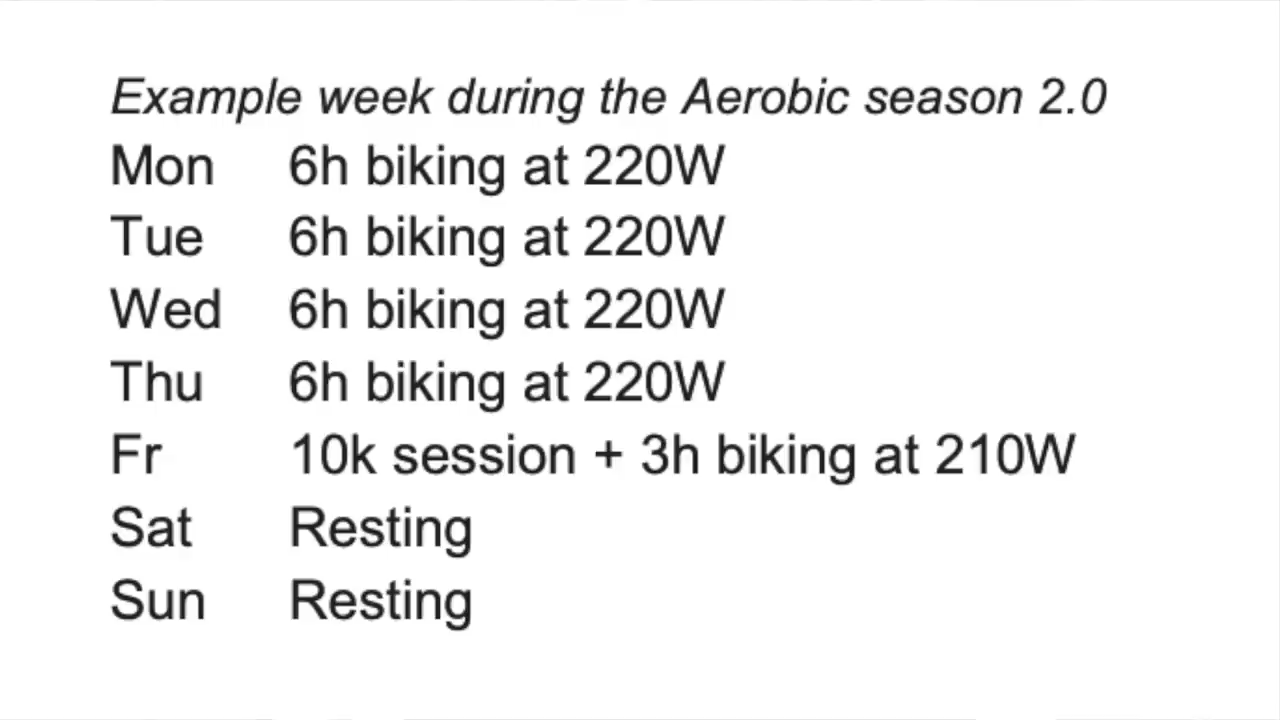 Example week during the Aerobic season 2.0
Mon 6h biking at 220W
Tue 6h biking at 220W
Wed 6h biking at 220W
Thu 6h biking at 220W
Fr 10k session + 3h biking at 210W
Sat Resting
Sun Resting